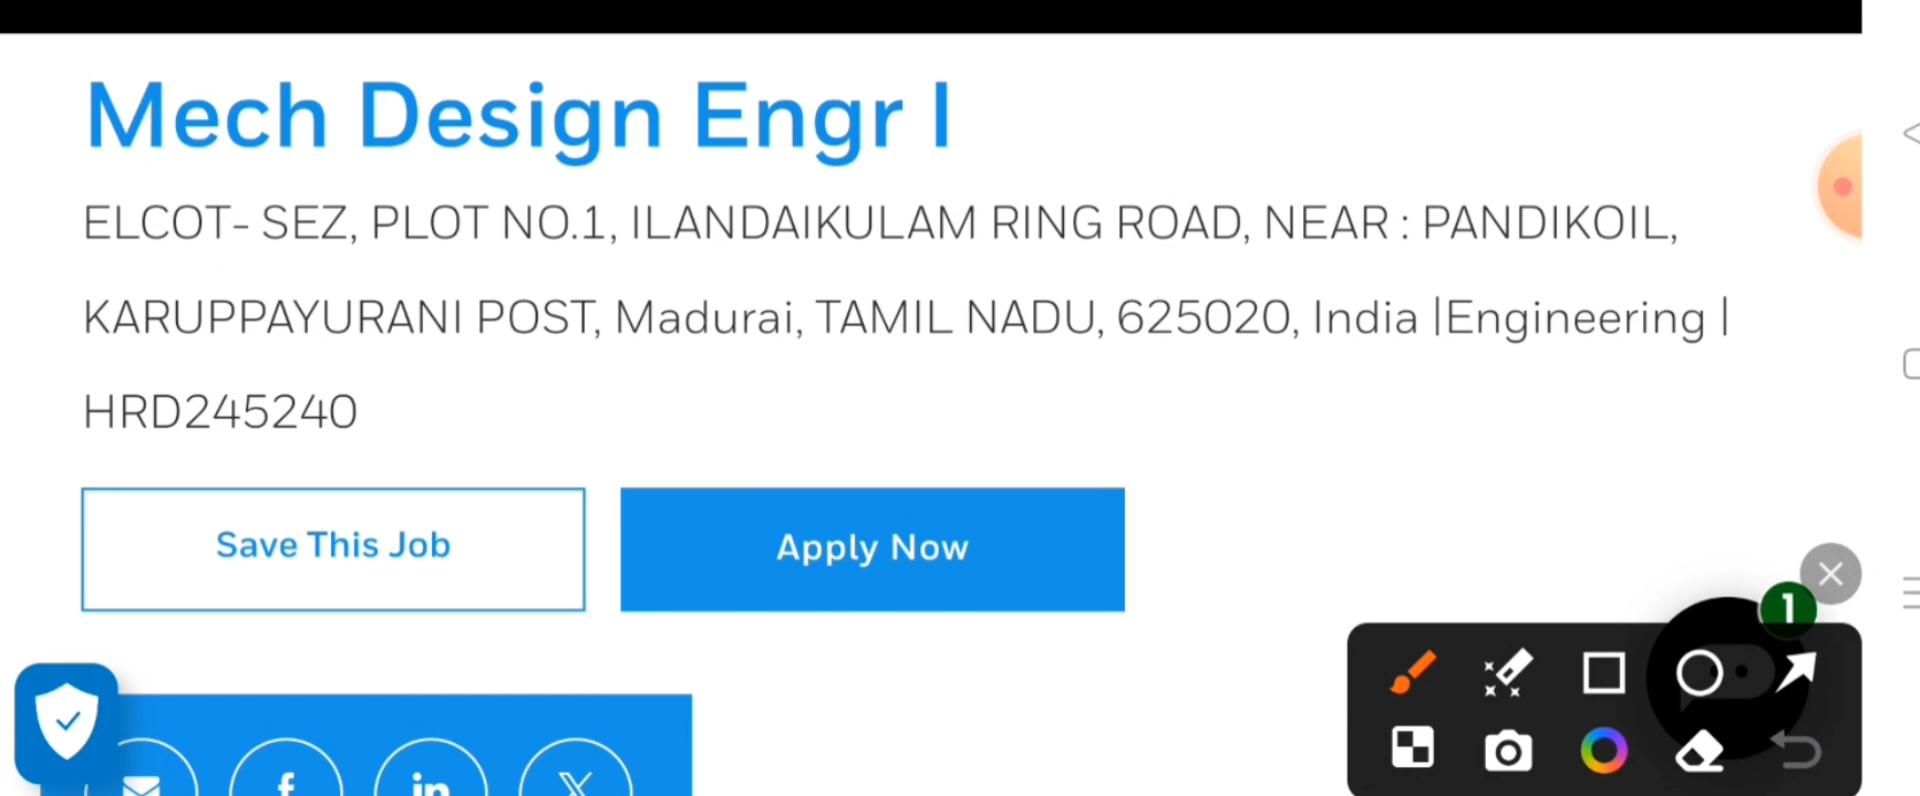 Mech Design Engr I
ELCOT- SEZ, PLOT NO.1, ILANDAIKULAM RING ROAD, NEAR : PANDIKOIL,
KARUPPAYURANI POST, Madurai, TAMIL NADU, 625020, India |Engineering |
HRD245240
Save This Job
Apply Now
1
f
in
X